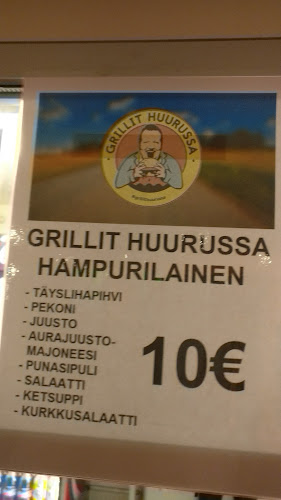 GRILLIT HUURUSSA
GRILLIT HUURUSSA
HAMPURILAINEN
- TÄYSLIHAPIHVI
- PEKONI
- JUUSTO
- AURAJUUSTO-
MAJONEESI
- PUNASIPULI
- SALAATTI
- KETSUPPI
- KURKKUSALAATTI
10€